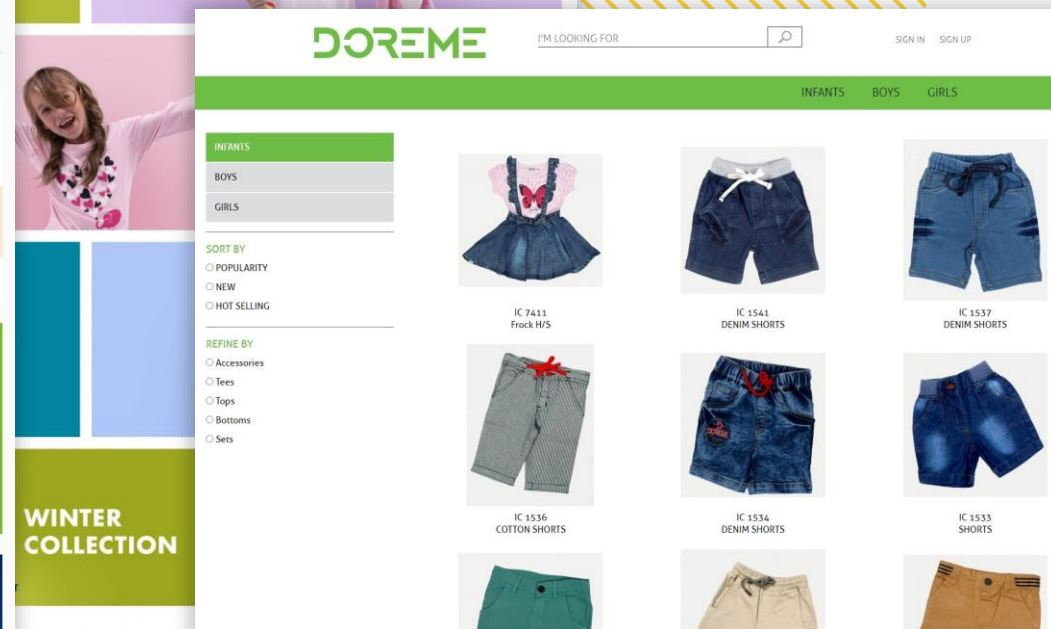 DOREME
I'M LOOKING FOR
SIGN IN SIGN UP
INFANTS BOYS GIRLS
INFANTS
BOYS
GIRLS
SORT BY
POPULARITY
NEW
HOT SELLING
REFINE BY
Accessories
Tees
Tops
Bottoms
Sets
IC 7411
Frock H/S
IC 1541
DENIM SHORTS
IC 1537
DENIM SHORTS
IC 1536
COTTON SHORTS
DOREME
IC 1534
DENIM SHORTS
IC 1533
SHORTS
WINTER
COLLECTION